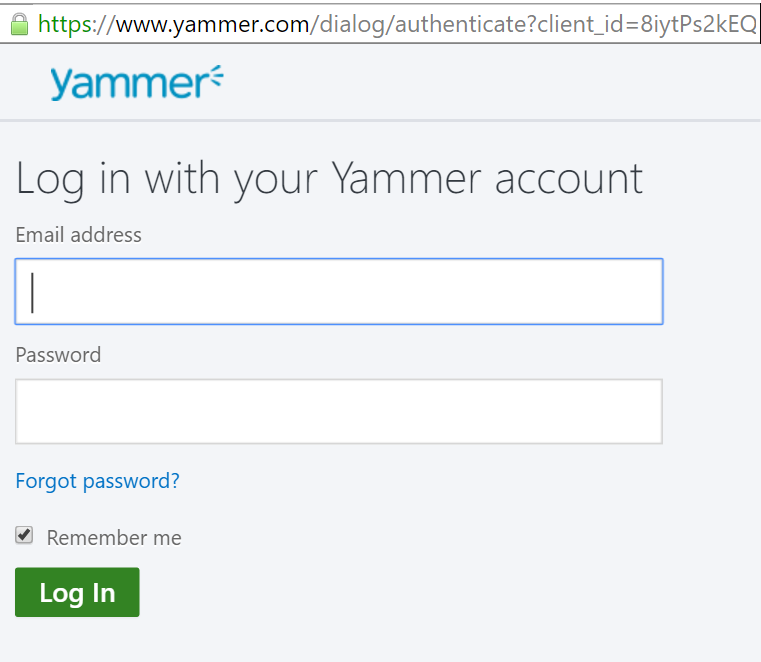 https://www.yammer.com/dialog/authenticate?client_id=8iytPs2kEQ
yammer
Log in with your Yammer account
Email address
Password
Forgot password?
Remember me
Log In